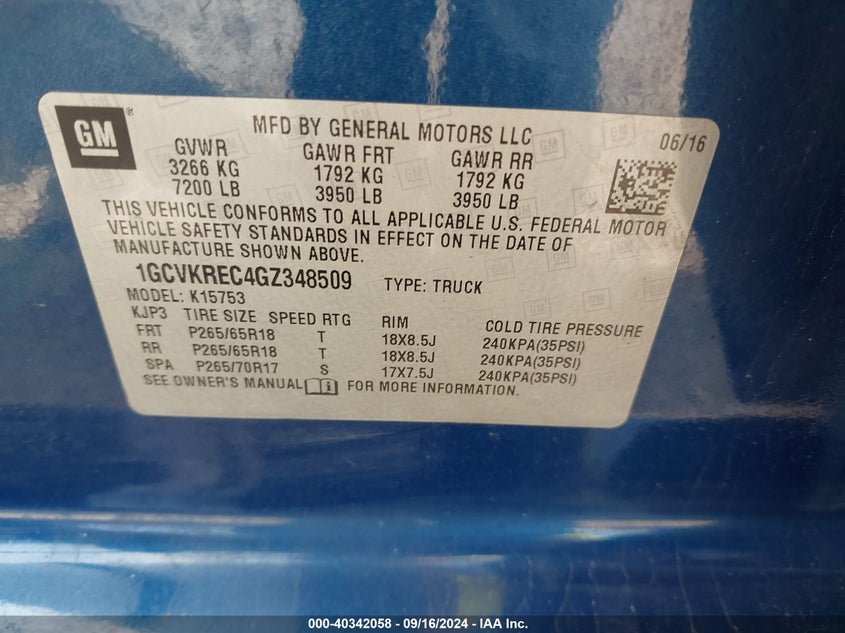 GM ®
MFD BY GENERAL MOTORS LLC 06/16
GVWR GAWR FRT GAWR RR
3266 KG 1792 KG 1792 KG
7200 LB 3950 LB 3950 LB
THIS VEHICLE CONFORMS TO ALL APPLICABLE U.S. FEDERAL MOTOR
VEHICLE SAFETY STANDARDS IN EFFECT ON THE DATE OF
MANUFACTURE SHOWN ABOVE.
1GCVKREC4GZ348509 TYPE: TRUCK
MODEL: K15753
KJP3 TIRE SIZE SPEED RTG RIM COLD TIRE PRESSURE
FRT P265/65R18 T 18X8.5J 240KPA(35PSI)
RR P265/65R18 T 18X8.5J 240KPA(35PSI)
SPA P265/70R17 S 17X7.5J 240KPA(35PSI)
SEE OWNER'S MANUAL FOR MORE INFORMATION.
000-40342058 - 09/16/2024 - IAA Inc.